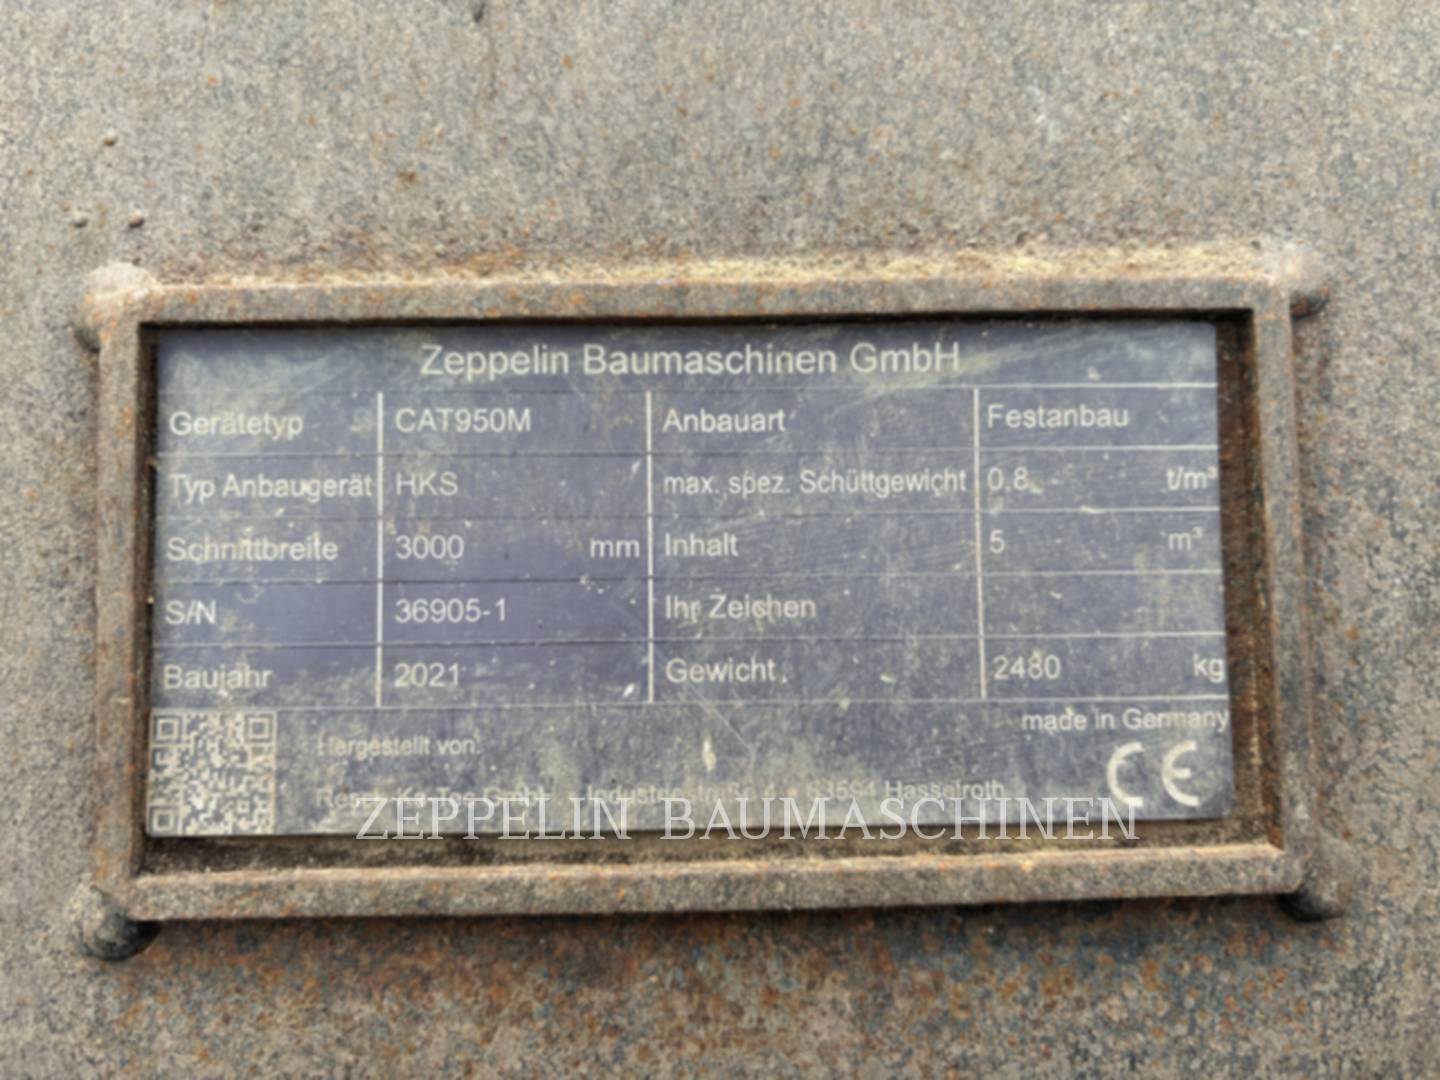 Zeppelin Baumaschinen GmbH
Gerätetyp CAT950M Anbauart Festanbau
Typ Anbaugerät HKS max. spez. Schüttgewicht 0,8 t/m³
Schnittbreite 3000 mm Inhalt 5 m³
S/N 36905-1 Ihr Zeichen
Baujahr 2021 Gewicht 2480 kg
made in Germany
Hergestellt von:
CE
Industriestraße Hasselroth
ZEPPELIN BAUMASCHINEN